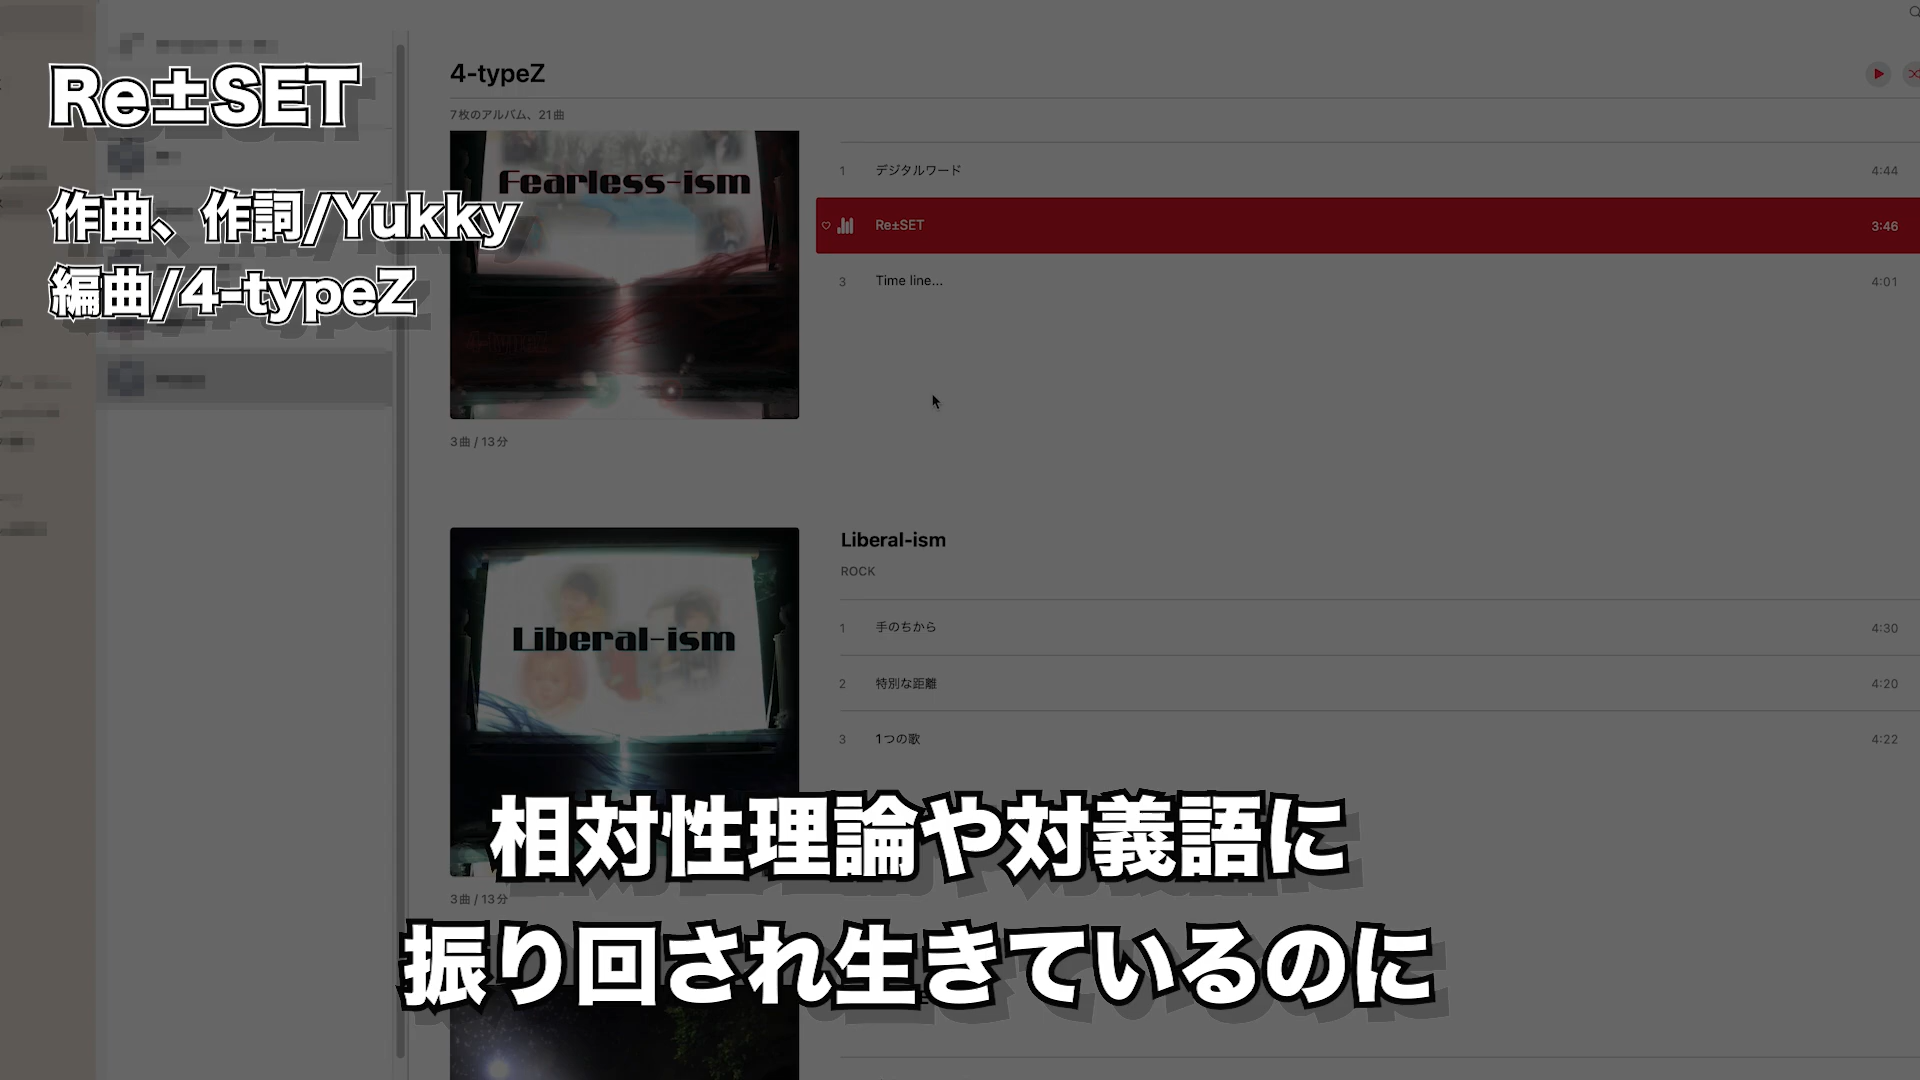 Re±SET
作曲、作詞/Yukky
編曲/4-typeZ
4-typeZ
7枚のアルバム、21曲
Fearless-ism
1 デジタルワード 4:44
Re±SET 3:46
3 Time line... 4:01
3曲 / 13分
Liberal-ism
Liberal-ism
ROCK
1 手のちから 4:30
2 特別な距離 4:20
3 1つの歌 4:22
3曲 / 13分
相対性理論や対義語に
振り回され生きているのに